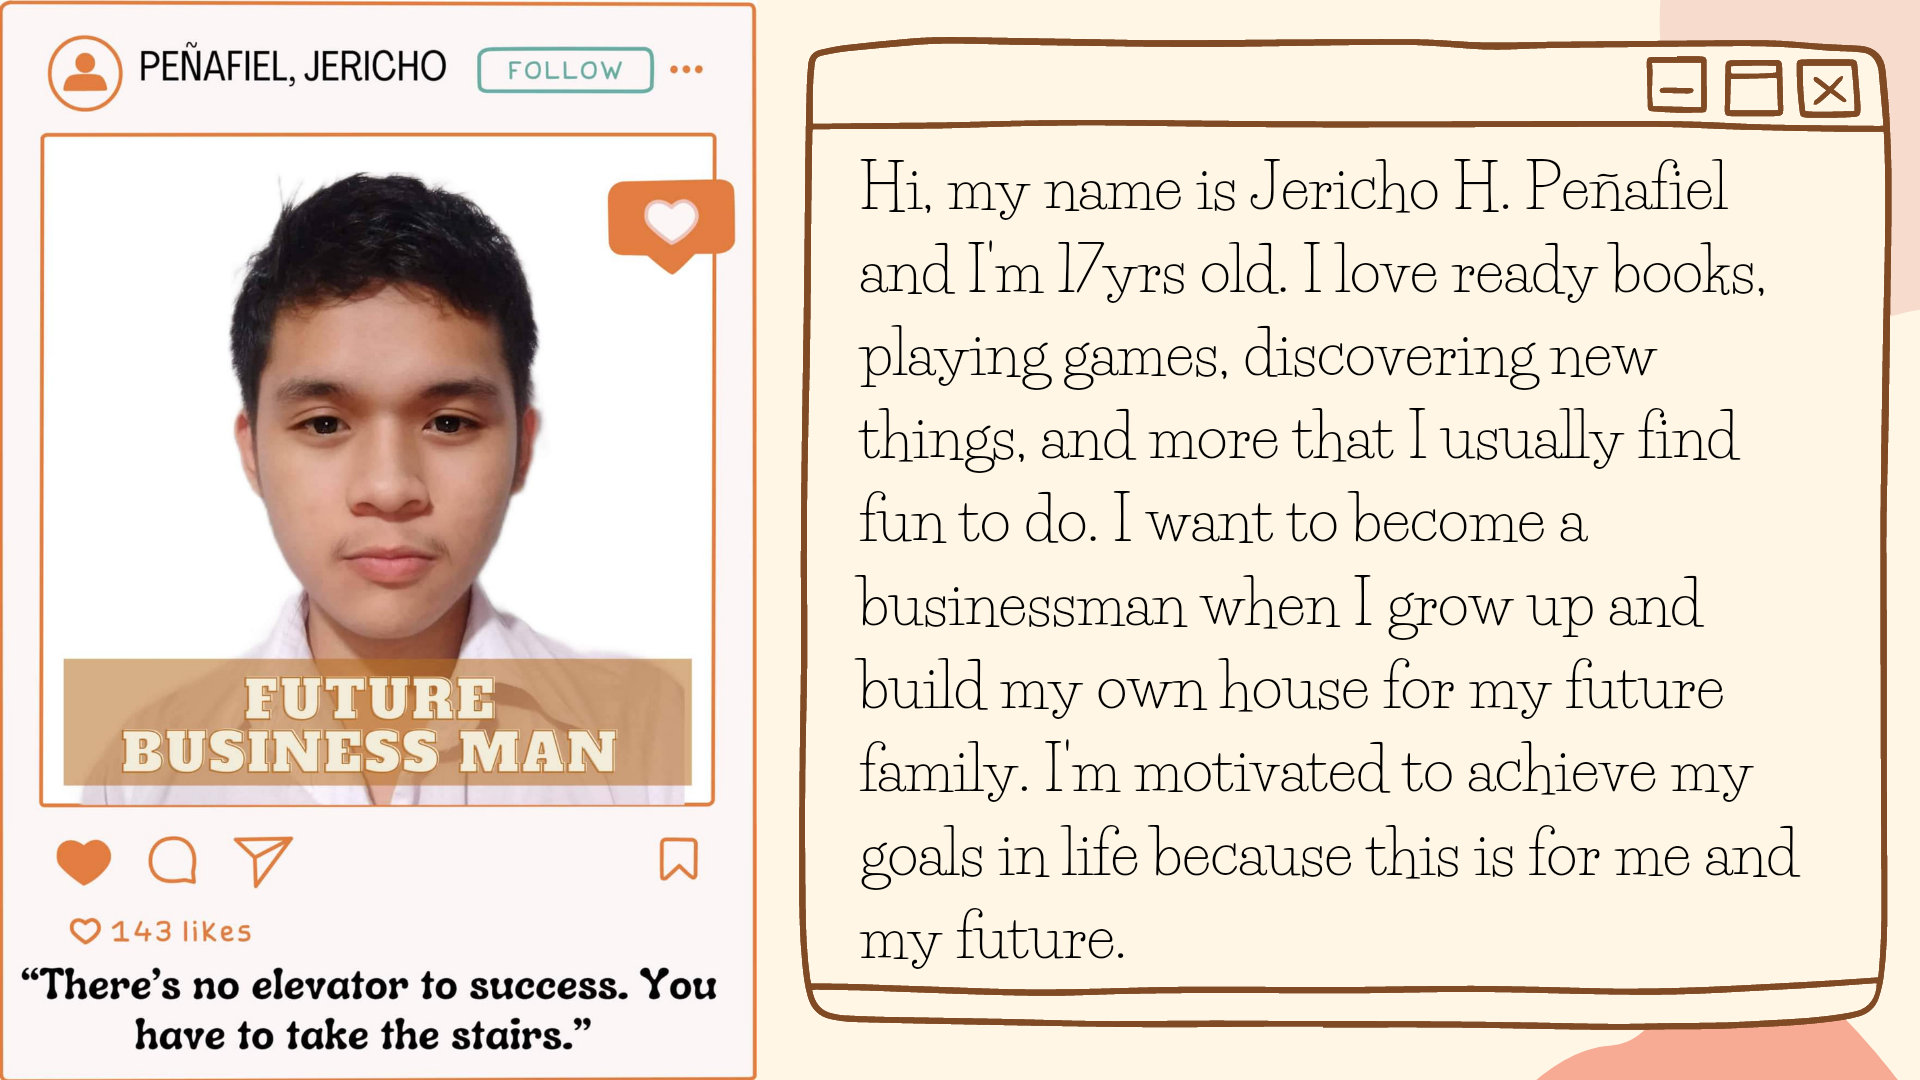 PEÑAFIEL, JERICHO
FOLLOW
FUTURE
BUSINESS MAN
143 likes
“There’s no elevator to success. You
have to take the stairs.”
Hi, my name is Jericho H. Peñafiel
and I'm 17yrs old. I love ready books,
playing games, discovering new
things, and more that I usually find
fun to do. I want to become a
businessman when I grow up and
build my own house for my future
family. I'm motivated to achieve my
goals in life because this is for me and
my future.